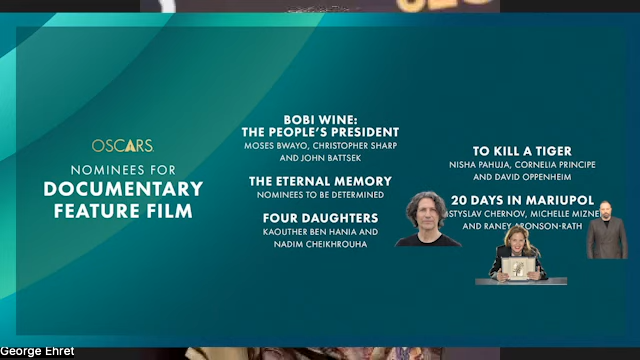 OSCARS
NOMINEES FOR
DOCUMENTARY
FEATURE FILM
BOBI WINE:
THE PEOPLE'S PRESIDENT
MOSES BWAYO, CHRISTOPHER SHARP
AND JOHN BATTSEK
THE ETERNAL MEMORY
NOMINEES TO BE DETERMINED
FOUR DAUGHTERS
KAOUTHER BEN HANIA AND
NADIM CHEIKHROUHA
TO KILL A TIGER
NISHA PAHUJA, CORNELIA PRINCIPE
AND DAVID OPPENHEIM
20 DAYS IN MARIUPOL
STYSLAV CHERNOV, MICHELLE MIZNE
AND RANEY ARONSON-RATH
George Ehret